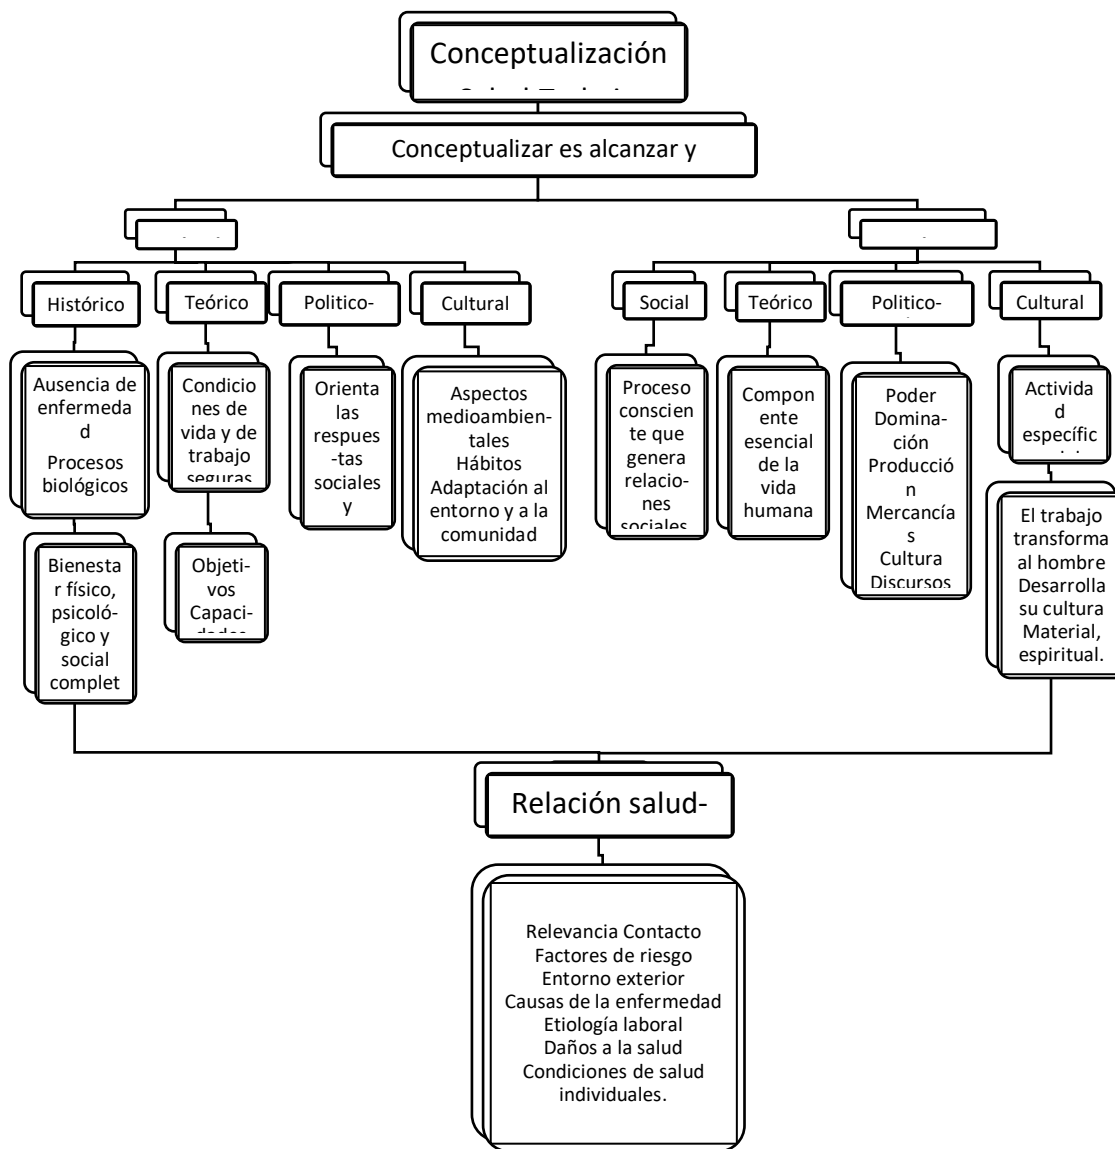 Conceptualización
Conceptualizar es alcanzar y
Histórico
Teórico
Politico-
Cultural
Social
Teórico
Politico-
Cultural
Ausencia de
enfermeda
d
Procesos
biológicos
Condicio
nes de
vida y de
trabajo
seguras
Orienta
las
respues
-tas
sociales
y
Aspectos
medioambien-
tales
Hábitos
Adaptación al
entorno y a la
comunidad
Proceso
conscien
te que
genera
relacio-
nes
sociales
Compon
ente
esencial
de la
vida
humana
Poder
Domina-
ción
Producció
n
Mercancía
s
Cultura
Discursos
Activida
d
específic
Bienesta
r físico,
psicoló-
gico y
social
complet
Objeti-
vos
Capaci-
El trabajo
transforma
al hombre
Desarrolla
su cultura
Material,
espiritual.
Relación salud-
Relevancia Contacto
Factores de riesgo
Entorno exterior
Causas de la enfermedad
Etiología laboral
Daños a la salud
Condiciones de salud
individuales.